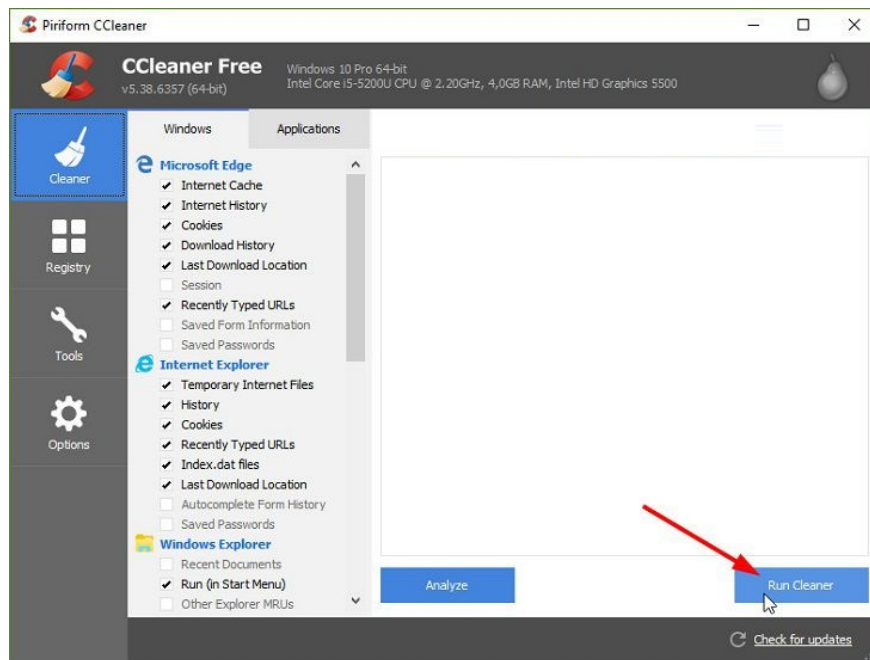 Piriform CCleaner
CCleaner Free
v5.38.6357 (64-bit)
Windows 10 Pro 64-bit
Intel Core i5-5200U CPU @ 2.20GHz, 4,0GB RAM, Intel HD Graphics 5500
Cleaner
Registry
Tools
Options
Windows
Applications
Microsoft Edge
Internet Cache
Internet History
Cookies
Download History
Last Download Location
Session
Recently Typed URLs
Saved Form Information
Saved Passwords
Internet Explorer
Temporary Internet Files
History
Cookies
Recently Typed URLs
Index.dat files
Last Download Location
Autocomplete Form History
Saved Passwords
Windows Explorer
Recent Documents
Run (in Start Menu)
Other Explorer MRUs
Analyze
Run Cleaner
Check for updates